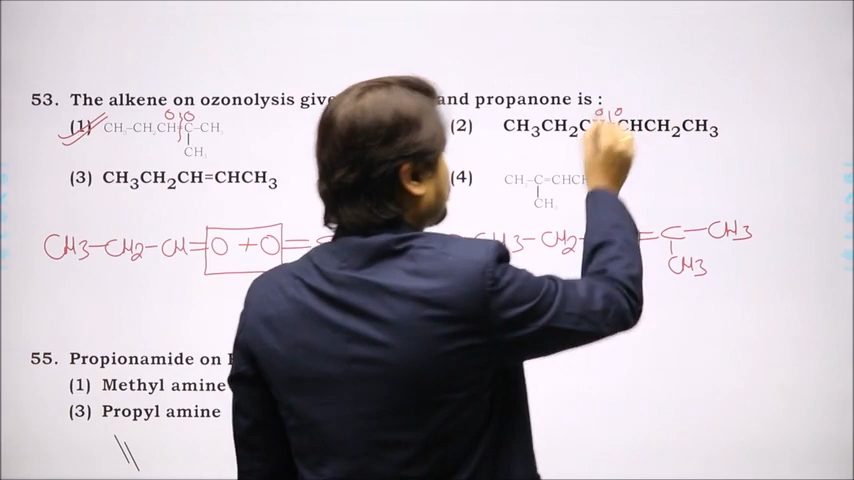 53. The alkene on ozonolysis give and propanone is :
(1) CH₃–CH₂CH=C–CH₃
CH₃
O O
(2) CH₃CH₂CH CHCH₂CH₃
O O
(3) CH₃CH₂CH=CHCH₃
(4) CH₃–C=CHCH
CH₃
CH3–CH2–CH=O + O= CH3–CH2 =C–CH3
CH3
55. Propionamide on
(1) Methyl amine
(3) Propyl amine